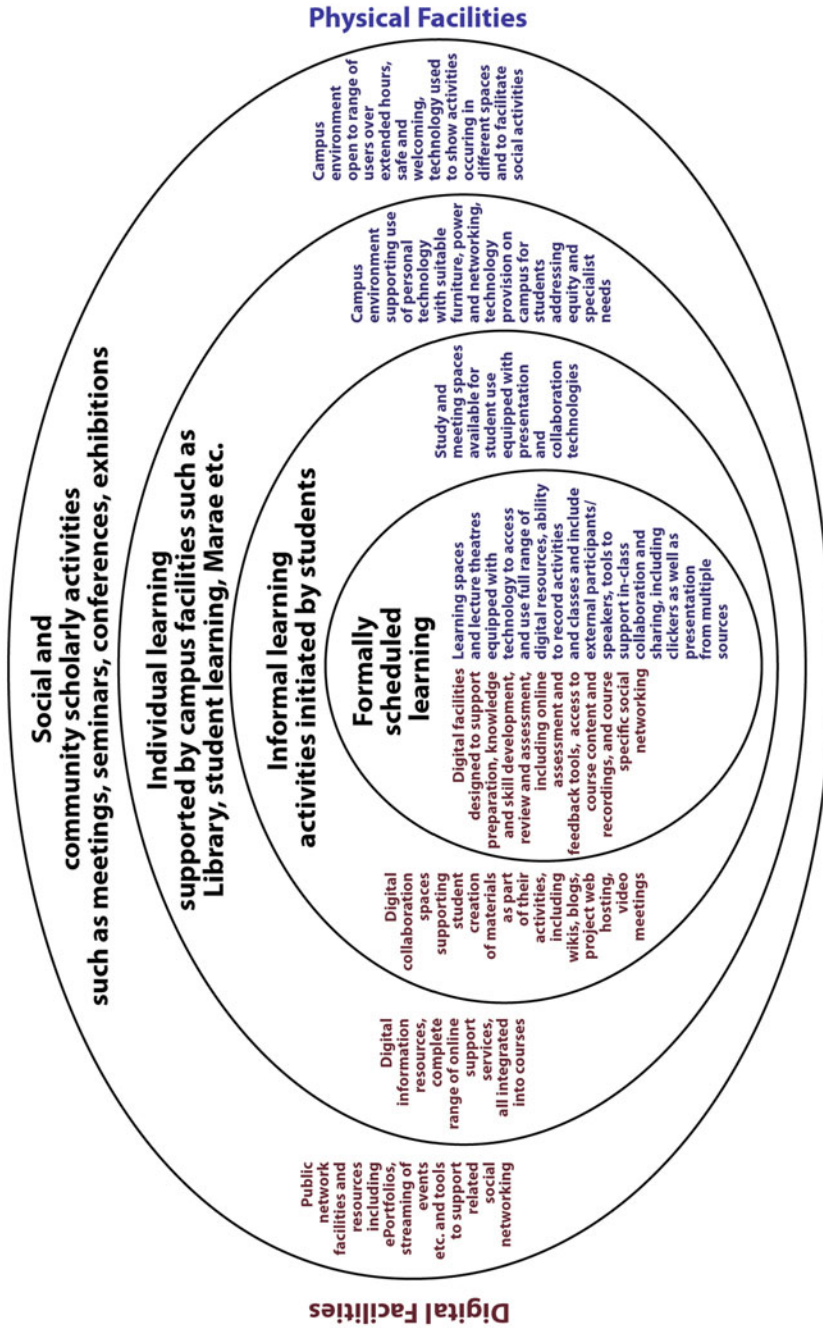 Social and
community scholarly activities
such as meetings, seminars, conferences, exhibitions
Individual learning
supported by campus facilities such as
Library, student learning, Marae etc.
Informal learning
activities initiated by students
Formally
scheduled
learning
Digital Facilities
Public
network
facilities and
resources
including
ePortfolios,
streaming of
events
etc. and tools
to support
related
social
networking
Digital
information
resources,
complete
range of online
support
services,
all integrated
into courses
Digital
collaboration
spaces
supporting
student
creation
of materials
as part
of their
activities,
including
wikis, blogs,
project web
hosting,
video
meetings
Digital facilities
designed to support
preparation, knowledge
and skill development,
review and assessment,
including online
assessment and
feedback tools, access to
course content and
recordings, and course
specific social
networking
Learning spaces
and lecture theatres
equipped with
technology to access
and use full range of
digital resources, ability
to record activities
and classes and include
external participants/
speakers, tools to
support in-class
collaboration and
sharing, including
clickers as well as
presentation
from multiple
sources
Study and
meeting spaces
available for
student use
equipped with
presentation
and
collaboration
technologies
Campus
environment
supporting use
of personal
technology
with suitable
furniture, power
and networking,
technology
provision on
campus for
students
addressing
equity and
specialist
needs
Campus
environment
open to range of
users over
extended hours,
safe and
welcoming,
technology used
to show activities
occuring in
different spaces
and to facilitate
social activities
Physical Facilities